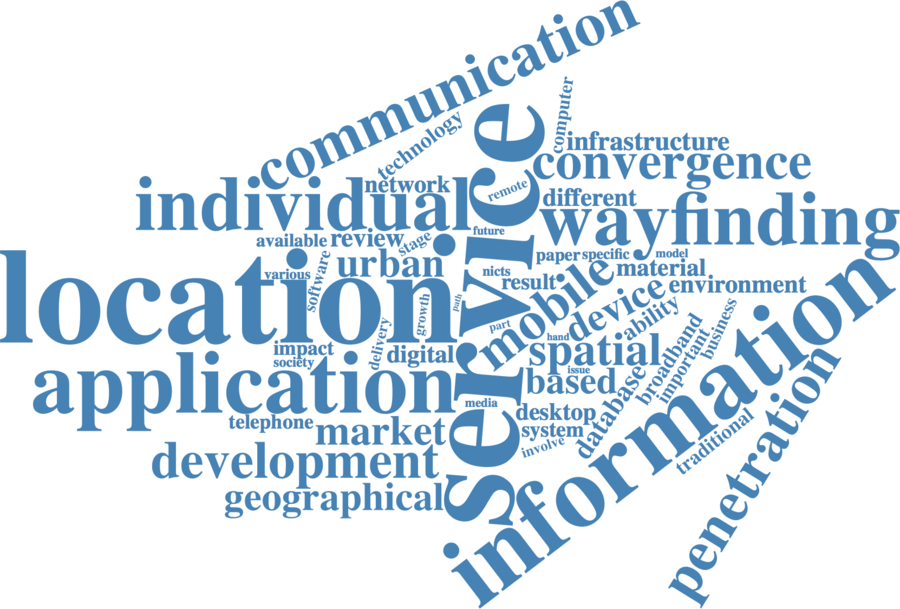 communication
computer
technology
infrastructure
convergence
service
individual
network
remote
different
wayfinding
future
available
review
stage
urban
paper
specific
model
various
software
location
nicts
result
mobile
material
environment
device
ability
growth
path
part
hand
delivery
impact
society
digital
spatial
issue
based
broadband
important
business
information
application
media
desktop
database
telephone
market
system
involve
traditional
penetration
development
geographical